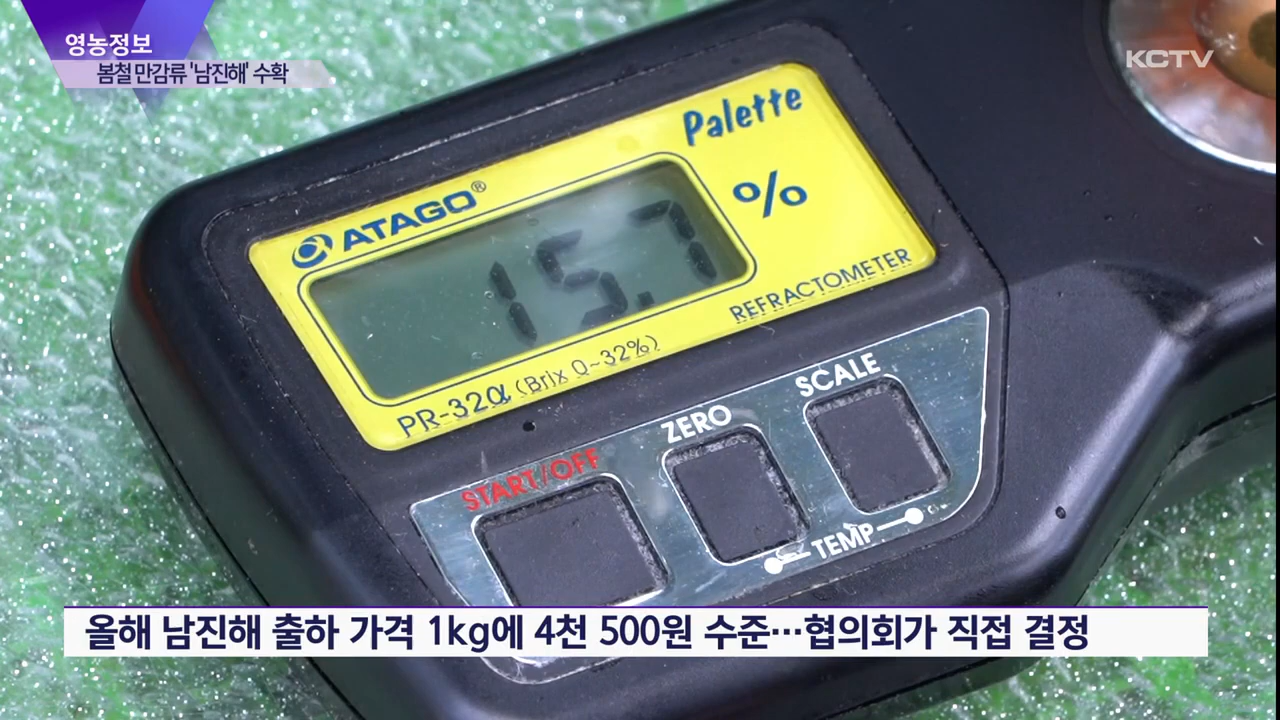 영농정보
봄철 만감류 '남진해' 수확
KCTV
Palette
ATAGO®
%
15.7
REFRACTOMETER
PR-32α (Brix 0~32%)
START/OFF
ZERO
SCALE
TEMP
올해 남진해 출하 가격 1kg에 4천 500원 수준…협의회가 직접 결정